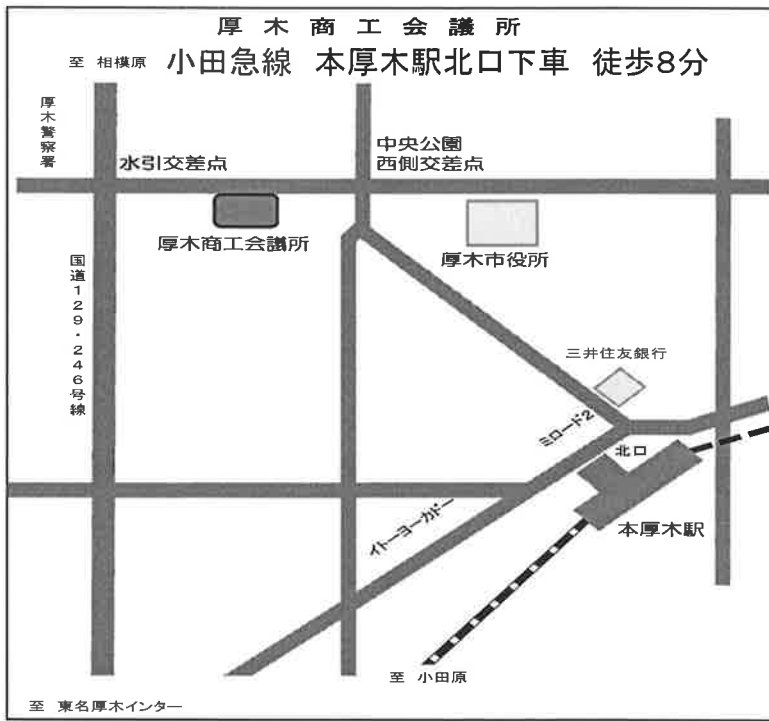 厚木商工会議所
至 相模原 小田急線 本厚木駅北口下車 徒歩8分
厚木警察署
水引交差点
中央公園
西側交差点
厚木商工会議所
厚木市役所
国道129・246号線
三井住友銀行
ミロード2
北口
イトーヨーカドー
本厚木駅
至 小田原
至 東名厚木インター